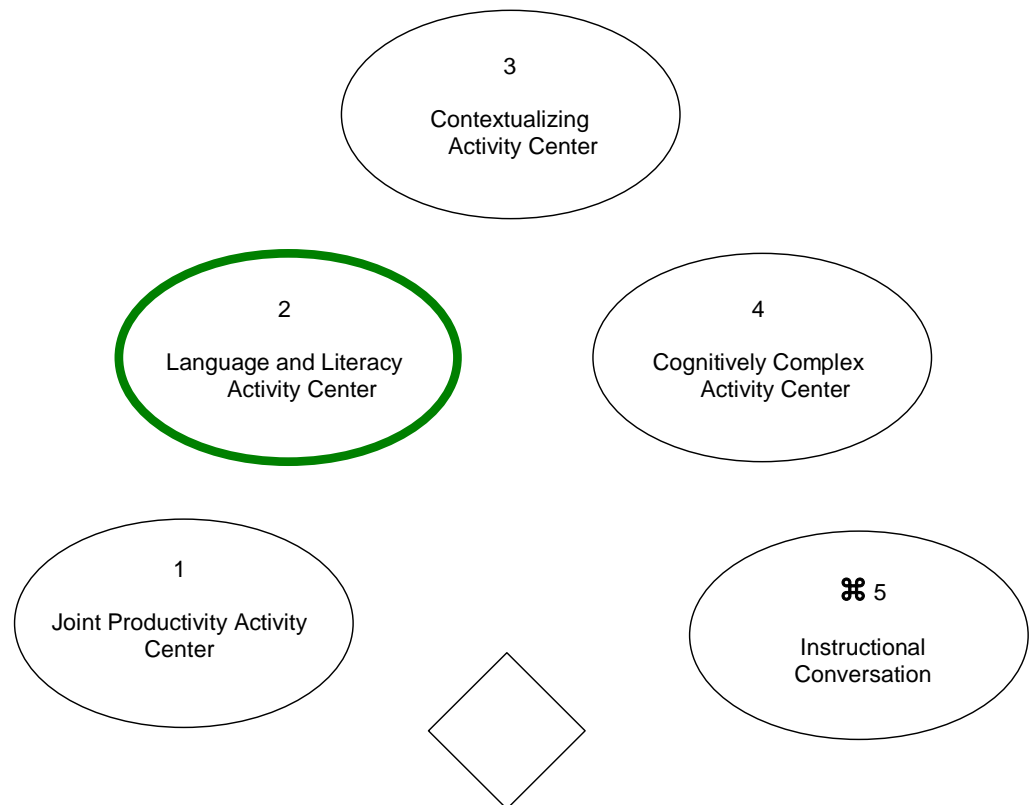 3
Contextualizing
Activity Center
2
Language and Literacy
Activity Center
4
Cognitively Complex
Activity Center
1
Joint Productivity Activity
Center
⌘ 5
Instructional
Conversation